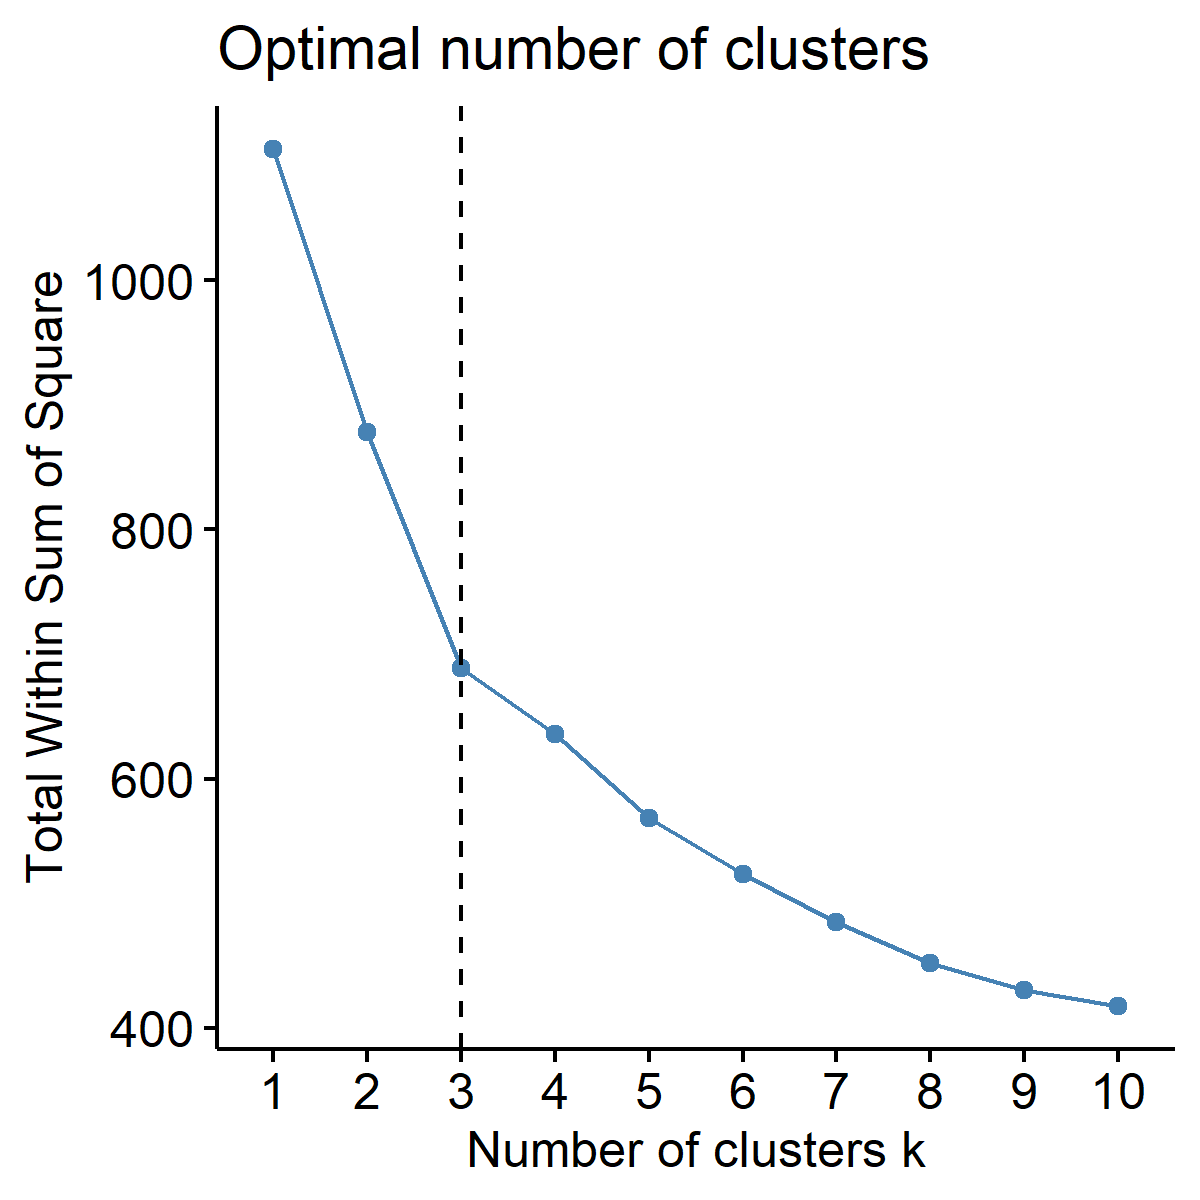 Optimal number of clusters
Total Within Sum of Square
1000
800
600
400
1 2 3 4 5 6 7 8 9 10
Number of clusters k